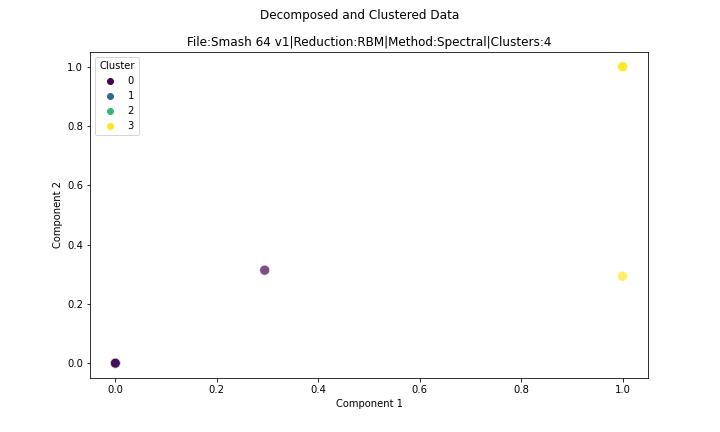 Decomposed and Clustered Data
File:Smash 64 v1|Reduction:RBM|Method:Spectral|Clusters:4
Cluster
0
1
2
3
1.0
0.8
0.6
0.4
0.2
0.0
Component 2
0.0 0.2 0.4 0.6 0.8 1.0
Component 1